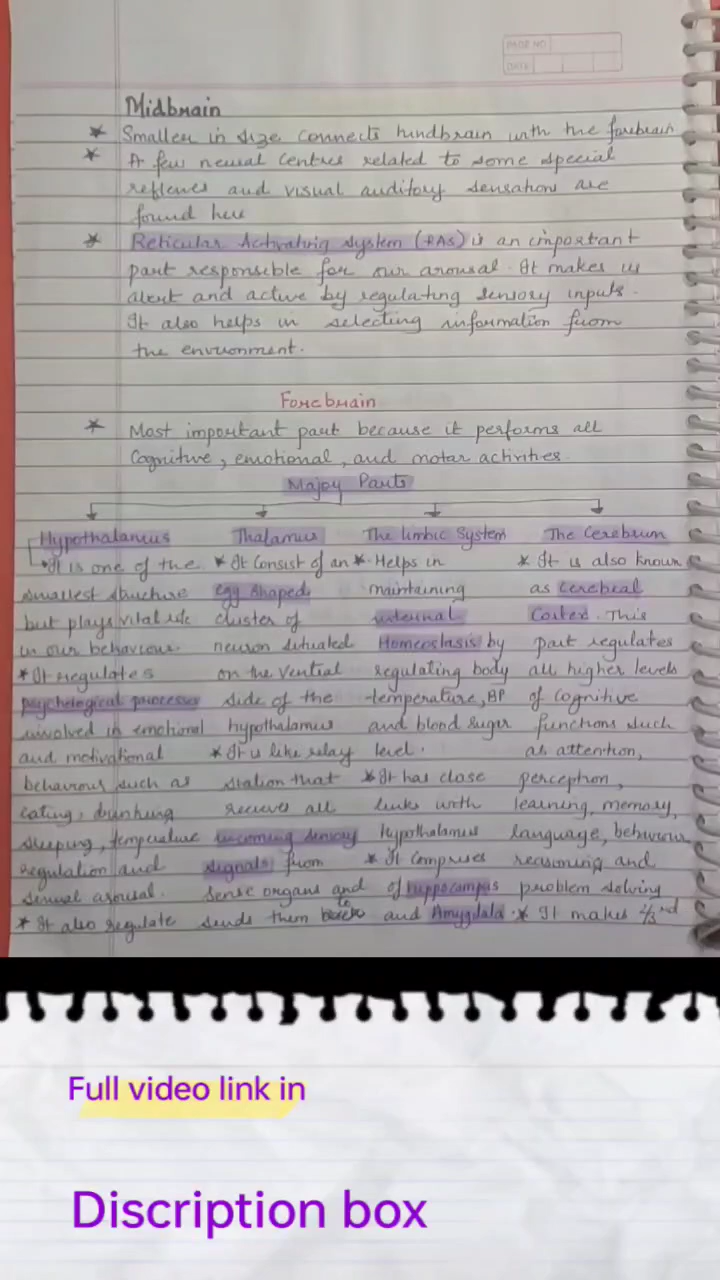 PAGE NO
DATE
Midbrain
* Smaller in size connects hindbrain with the forebrain
* A few neural centres related to some special
reflexes and visual auditory sensations are
found here
* Reticular Activating System (RAS) is an important
part responsible for our arousal. It makes us
alert and active by regulating sensory inputs.
It also helps in selecting information from
the environment.
Forebrain
* Most important part because it performs all
Cognitive, emotional, and motar activities.
Major Parts
Hypothalamus
It is one of the
smallest structure
but plays vital role
in our behaviour.
* It regulates
psychological processes
involved in emotional
and motivational
behaviour such as
eating, drinking
sleeping, temperature
regulation and
sexual arousal.
* It also regulate
Thalamus
* It Consist of an
egg shaped
cluster of
neuron situated
on the ventral
side of the
hypothalamus
* It is like relay
station that
recieves all
incoming sensory
signals from
sense organs and
sends them to
The limbic System
* Helps in
maintaining
internal
Homeostasis by
regulating body
temperature, BP
and blood sugar
level.
* It has close
links with
hypothalamus
* It comprises
of hippocampus
and Amygdala.
The Cerebrum
* It is also known
as Cerebral
Cortex. This
part regulates
all higher levels
of cognitive
functions such
as attention,
perception,
learning, memory,
language, behaviour
reasoning and
problem solving
* It makes 2/3rd
Full video link in
Discription box